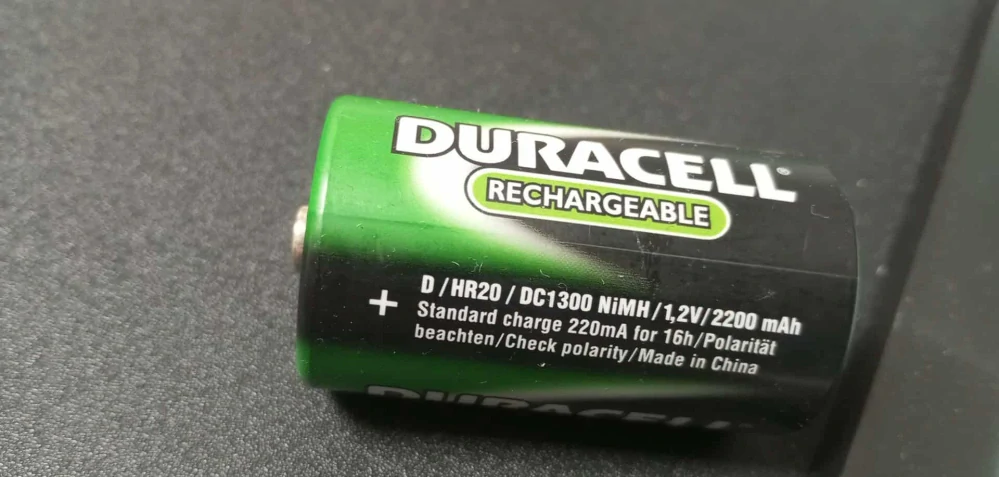 DURACELL®
RECHARGEABLE
+
D/HR20/DC1300 NiMH/1,2V/2200 mAh
Standard charge 220mA for 16h/Polarität
beachten/Check polarity/Made in China
DURACELL